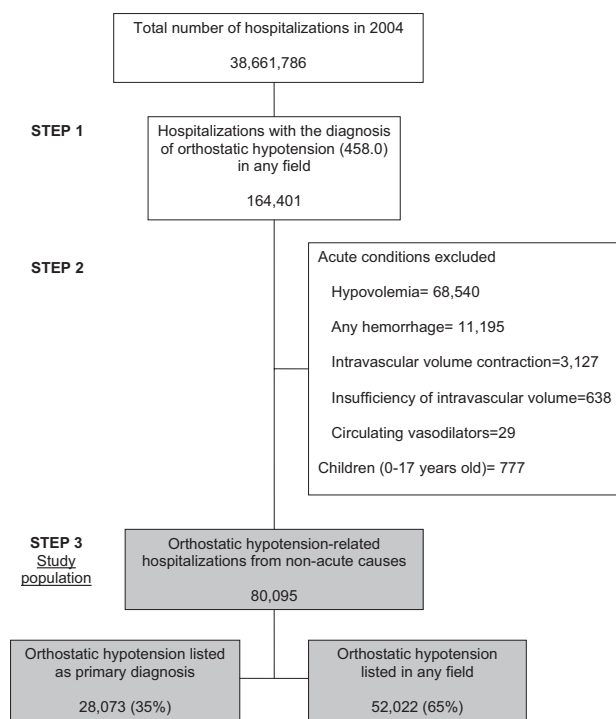 Total number of hospitalizations in 2004
38,661,786
STEP 1
Hospitalizations with the diagnosis
of orthostatic hypotension (458.0)
in any field
164,401
STEP 2
Acute conditions excluded
Hypovolemia= 68,540
Any hemorrhage= 11,195
Intravascular volume contraction=3,127
Insufficiency of intravascular volume=638
Circulating vasodilators=29
Children (0-17 years old)= 777
STEP 3
Study
population
Orthostatic hypotension-related
hospitalizations from non-acute causes
80,095
Orthostatic hypotension listed
as primary diagnosis
28,073 (35%)
Orthostatic hypotension
listed in any field
52,022 (65%)